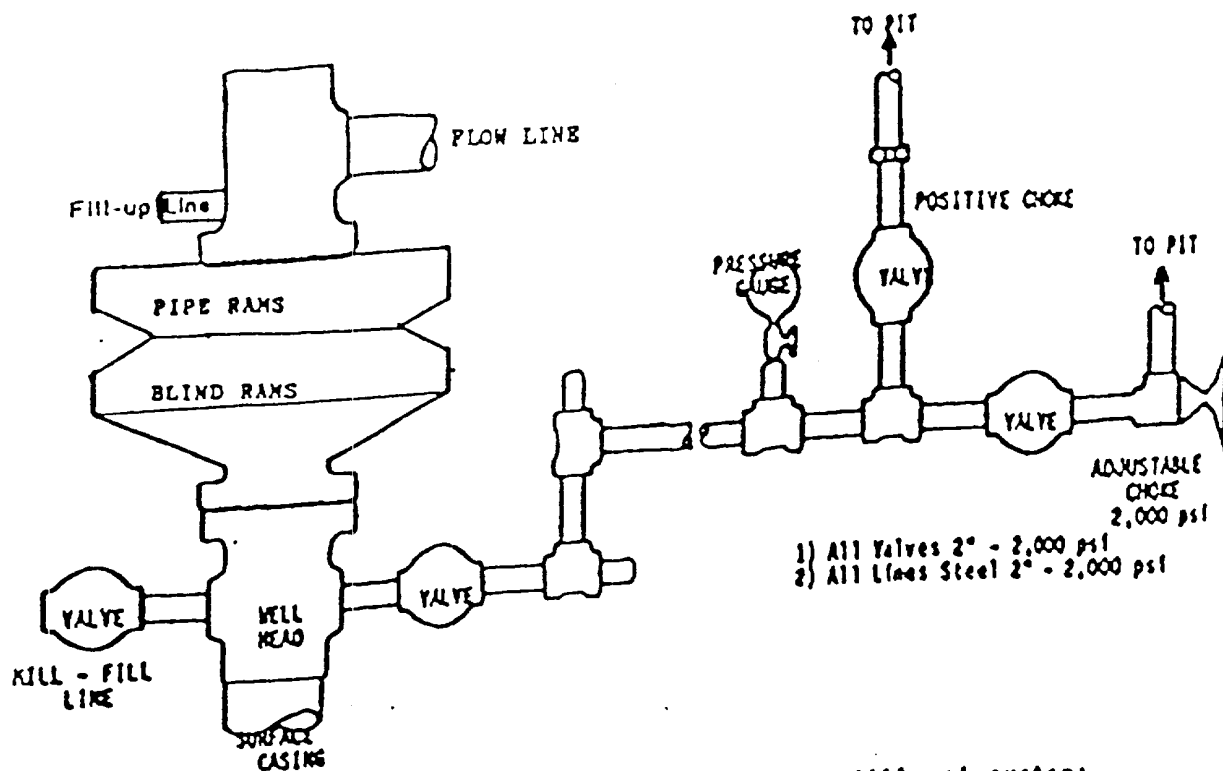 TO PIT
FLOW LINE
Fill-up Line
POSITIVE CHOKE
TO PIT
PRESSURE
GAUGE
VALVE
PIPE RAMS
BLIND RAMS
VALVE
ADJUSTABLE
CHOKE
2,000 psi
1) All Valves 2" - 2,000 psi
2) All Lines Steel 2" - 2,000 psi
VALVE
WELL
HEAD
VALVE
KILL - FILL
LINE
SURFACE
CASING